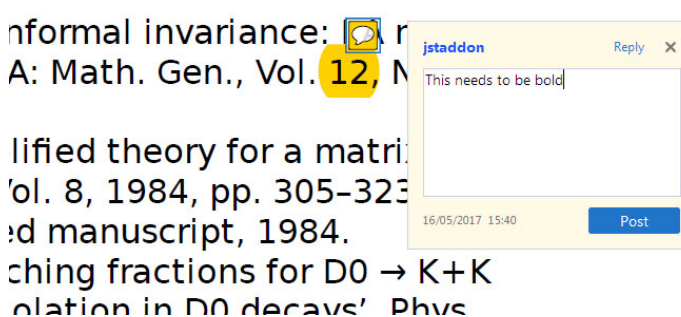 nformal invariance:
A: Math. Gen., Vol. 12, N
lified theory for a matri
ol. 8, 1984, pp. 305–323
ed manuscript, 1984.
ching fractions for D0 → K+K
olation in D0 decays’, Phys
jstaddon
Reply
This needs to be bold
16/05/2017 15:40
Post